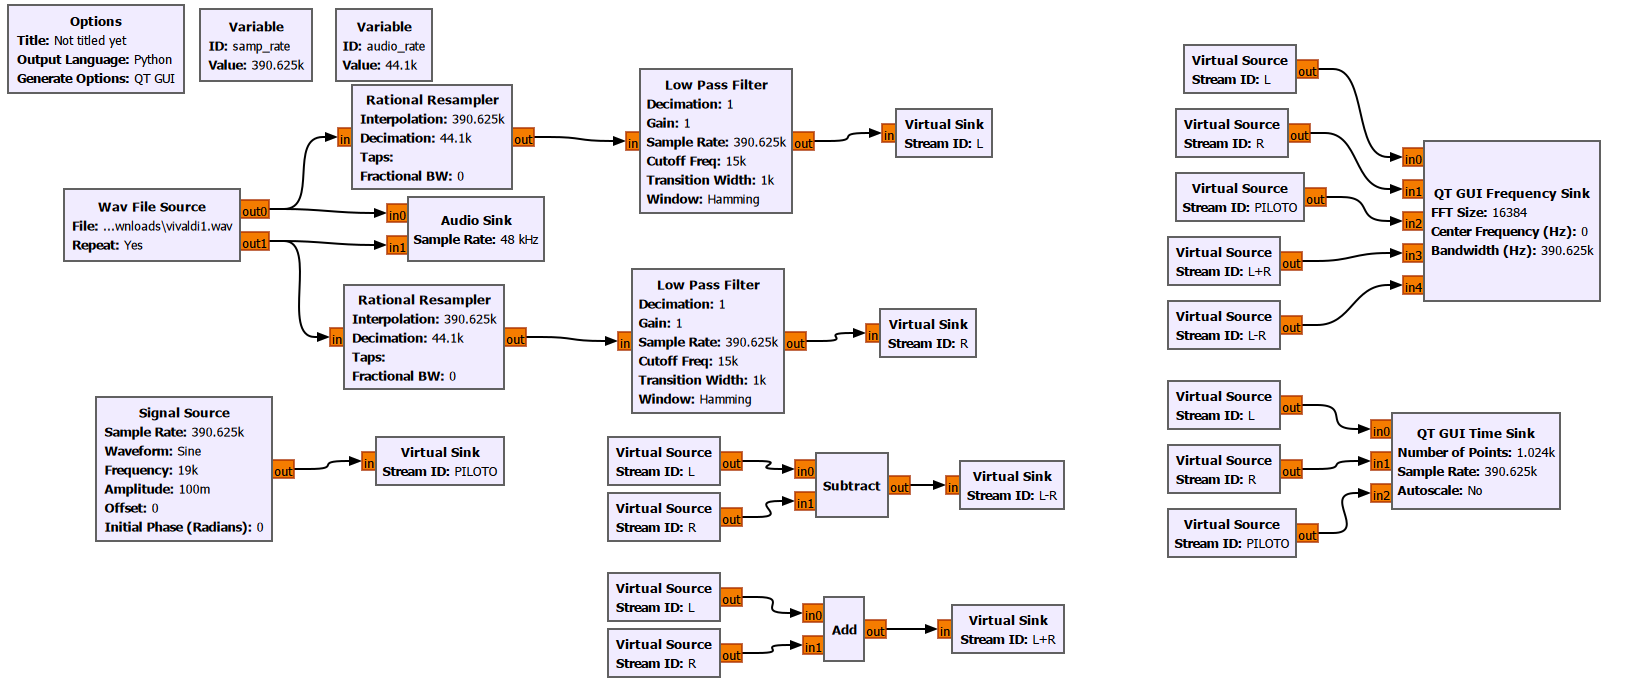 Options
Title: Not titled yet
Output Language: Python
Generate Options: QT GUI
Variable
ID: samp_rate
Value: 390.625k
Variable
ID: audio_rate
Value: 44.1k
Wav File Source
File: ...wnloads\vivaldi1.wav
Repeat: Yes
out0
out1
in
Rational Resampler
Interpolation: 390.625k
Decimation: 44.1k
Taps:
Fractional BW: 0
out
in
Low Pass Filter
Decimation: 1
Gain: 1
Sample Rate: 390.625k
Cutoff Freq: 15k
Transition Width: 1k
Window: Hamming
out
in
Virtual Sink
Stream ID: L
in0
in1
Audio Sink
Sample Rate: 48 kHz
in
Rational Resampler
Interpolation: 390.625k
Decimation: 44.1k
Taps:
Fractional BW: 0
out
in
Low Pass Filter
Decimation: 1
Gain: 1
Sample Rate: 390.625k
Cutoff Freq: 15k
Transition Width: 1k
Window: Hamming
out
in
Virtual Sink
Stream ID: R
Signal Source
Sample Rate: 390.625k
Waveform: Sine
Frequency: 19k
Amplitude: 100m
Offset: 0
Initial Phase (Radians): 0
out
in
Virtual Sink
Stream ID: PILOTO
Virtual Source
Stream ID: L
out
Virtual Source
Stream ID: R
out
in0
in1
Subtract
out
in
Virtual Sink
Stream ID: L-R
Virtual Source
Stream ID: L
out
Virtual Source
Stream ID: R
out
in0
in1
Add
out
in
Virtual Sink
Stream ID: L+R
Virtual Source
Stream ID: L
out
Virtual Source
Stream ID: R
out
Virtual Source
Stream ID: PILOTO
out
Virtual Source
Stream ID: L+R
out
Virtual Source
Stream ID: L-R
out
in0
in1
in2
in3
in4
QT GUI Frequency Sink
FFT Size: 16384
Center Frequency (Hz): 0
Bandwidth (Hz): 390.625k
Virtual Source
Stream ID: L
out
Virtual Source
Stream ID: R
out
Virtual Source
Stream ID: PILOTO
out
in0
in1
in2
QT GUI Time Sink
Number of Points: 1.024k
Sample Rate: 390.625k
Autoscale: No